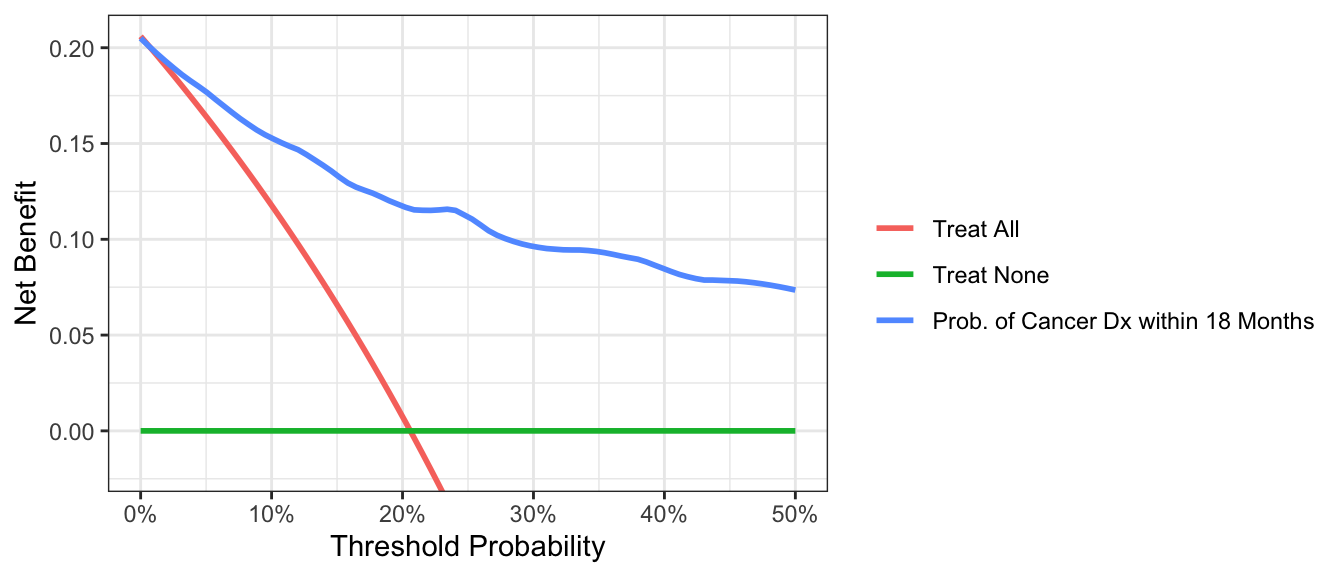 Net Benefit
0.20
0.15
0.10
0.05
0.00
0%
10%
20%
30%
40%
50%
Threshold Probability
Treat All
Treat None
Prob. of Cancer Dx within 18 Months